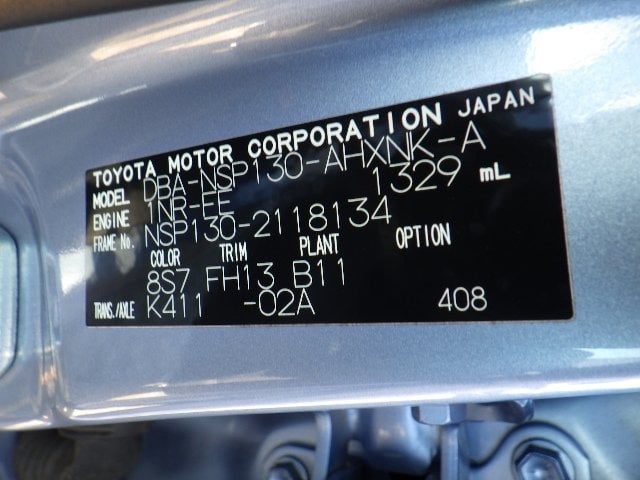 TOYOTA MOTOR CORPORATION JAPAN
MODEL DBA-NSP130-AHXNK-A
ENGINE 1NR-EE 1329 mL
FRAME No. NSP130-2118134
COLOR TRIM PLANT OPTION
8S7 FH13 B11
TRANS./AXLE K411 -02A 408